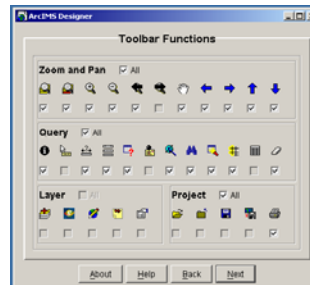 ArcIMS Designer
Toolbar Functions
Zoom and Pan All
Query All
Layer All
Project All
About Help Back Next